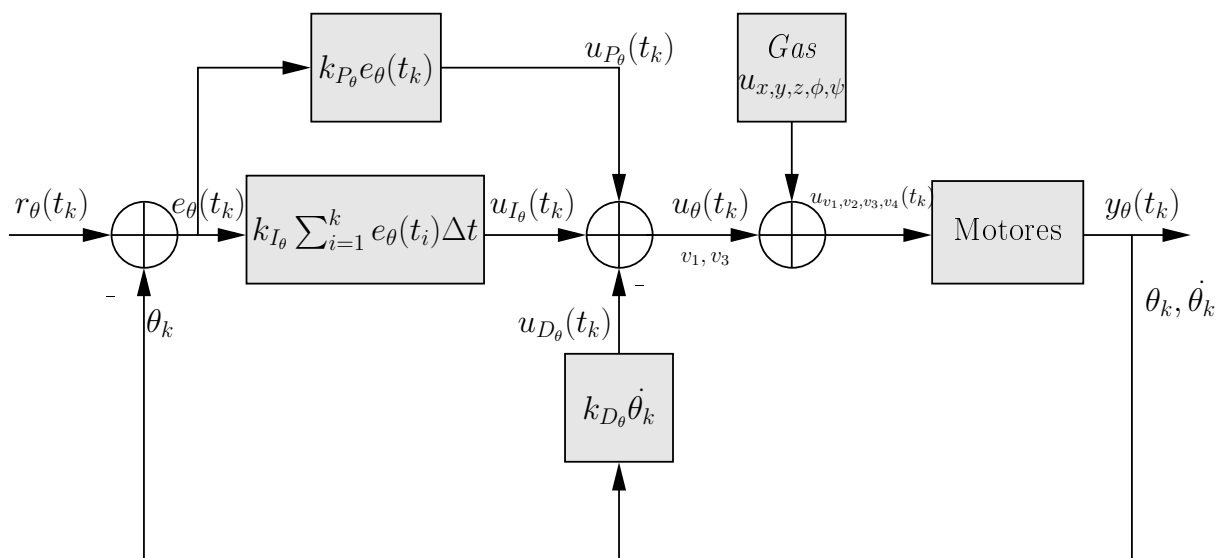 k_{P_θ}e_θ(t_k)
u_{P_θ}(t_k)
Gas
u_{x,y,z,ϕ,ψ}
r_θ(t_k)
e_θ(t_k)
k_{I_θ} ∑_{i=1}^{k} e_θ(t_i)Δt
u_{I_θ}(t_k)
u_θ(t_k)
v_1, v_3
u_{v_1,v_2,v_3,v_4}(t_k)
Motores
y_θ(t_k)
-
θ_k
u_{D_θ}(t_k)
-
θ_k, θ̇_k
k_{D_θ}θ̇_k